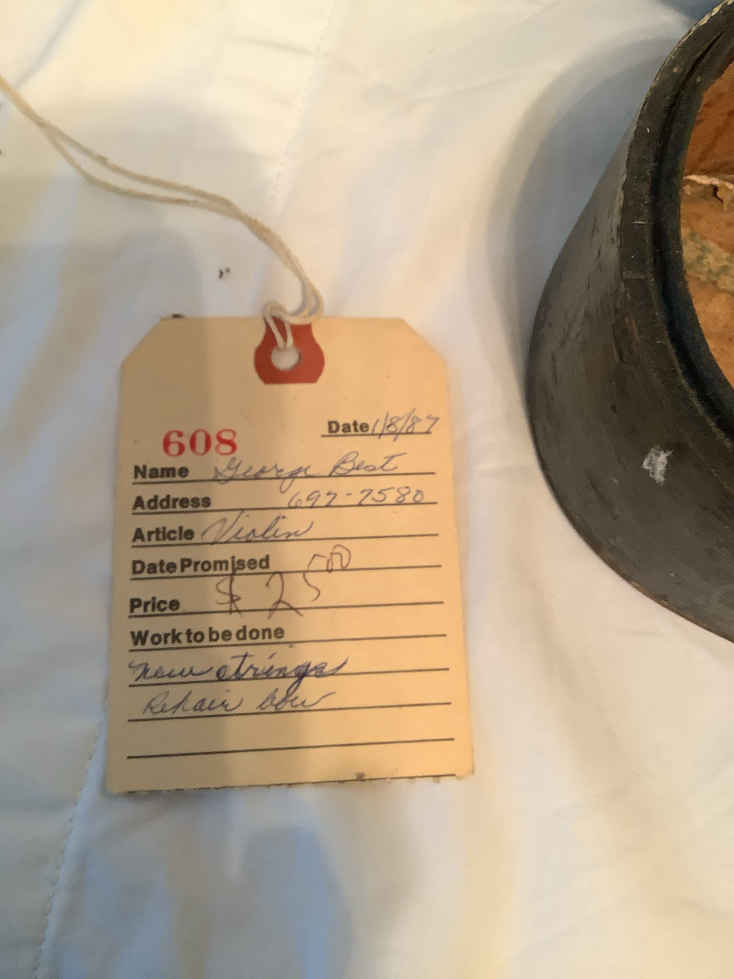 608
Date 1/8/87
Name George Best
Address 697-7580
Article Violin
Date Promised
Price $ 25 00
Work to be done
new strings
Rehair bow